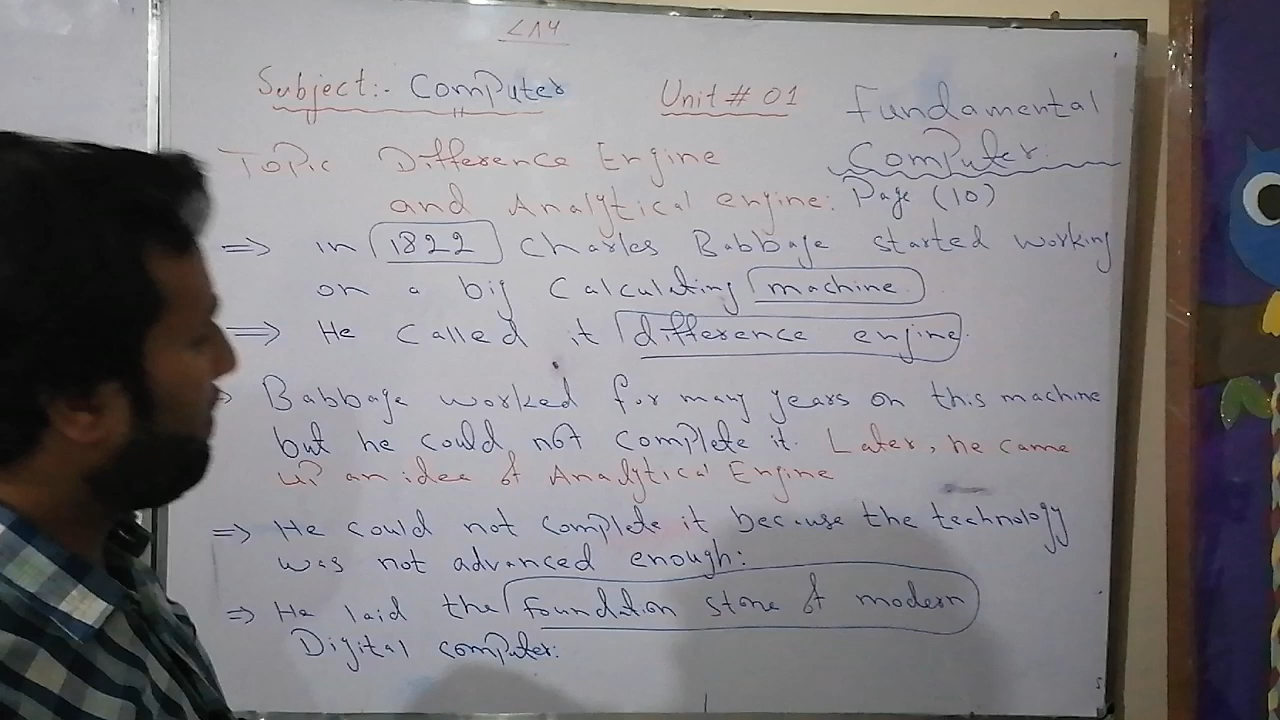 Subject:- Computer Unit # 01 Fundamental
Computer
Topic Difference Engine
and Analytical engine: Page (10)
⇒ in 1822 Charles Babbage started working
on a big Calculating machine
⇒ He called it difference engine.
Babbage worked for many years on this machine
but he could not complete it. Later, he came
up an idea of Analytical Engine
⇒ He could not complete it because the technology
was not advanced enough:
⇒ He laid the foundation stone of modern
Digital computer: